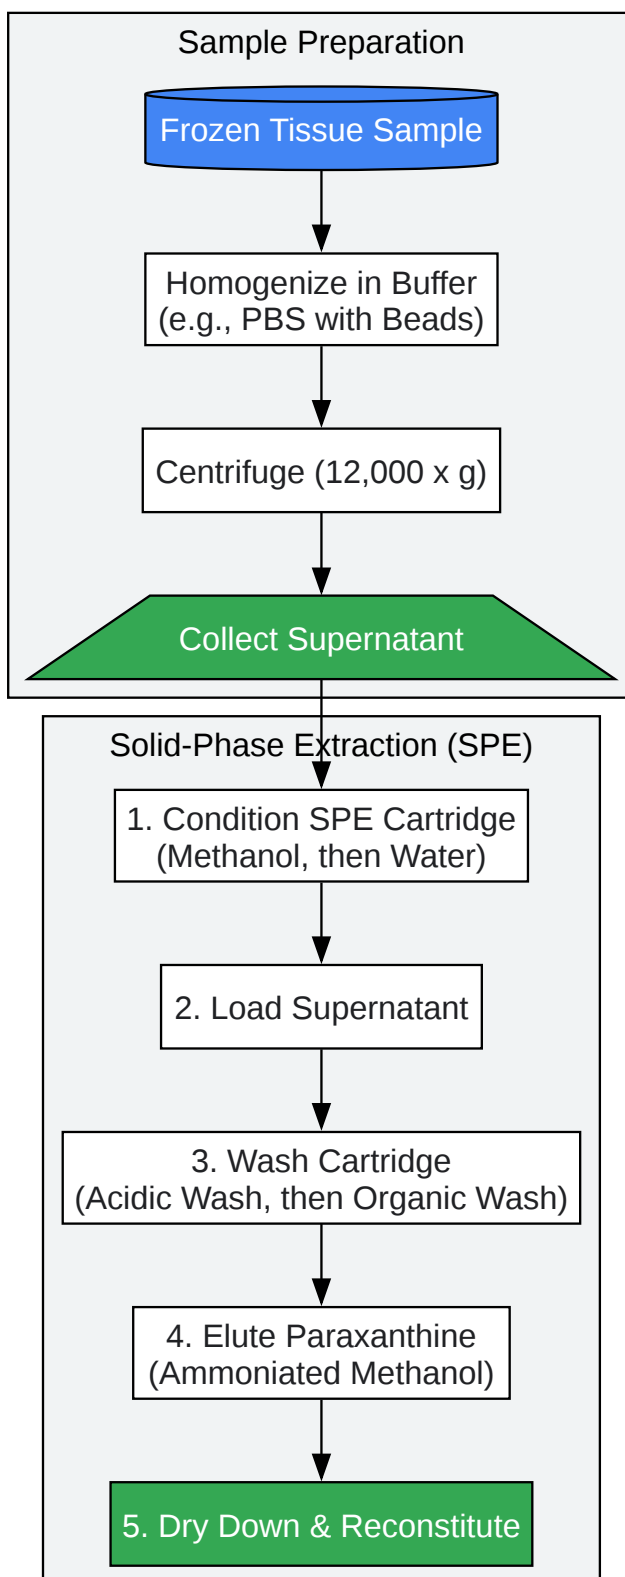 Sample Preparation
Frozen Tissue Sample
Homogenize in Buffer
(e.g., PBS with Beads)
Centrifuge (12,000 x g)
Collect Supernatant
Solid-Phase Extraction (SPE)
1. Condition SPE Cartridge
(Methanol, then Water)
2. Load Supernatant
3. Wash Cartridge
(Acidic Wash, then Organic Wash)
4. Elute Paraxanthine
(Ammoniated Methanol)
5. Dry Down & Reconstitute